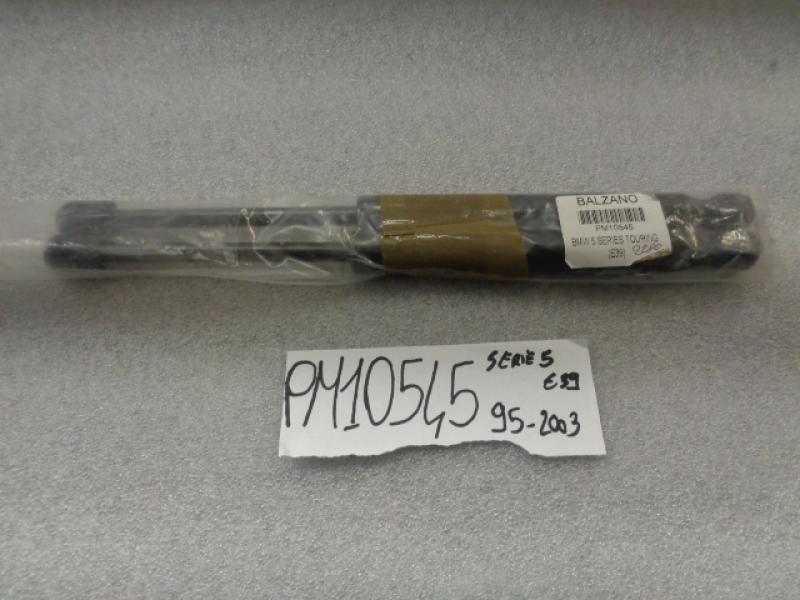 BALZANO
PM10545
BMW 5 SERIES TOURING
(E39)
PM10545
SERIE 5
E39
95-2003